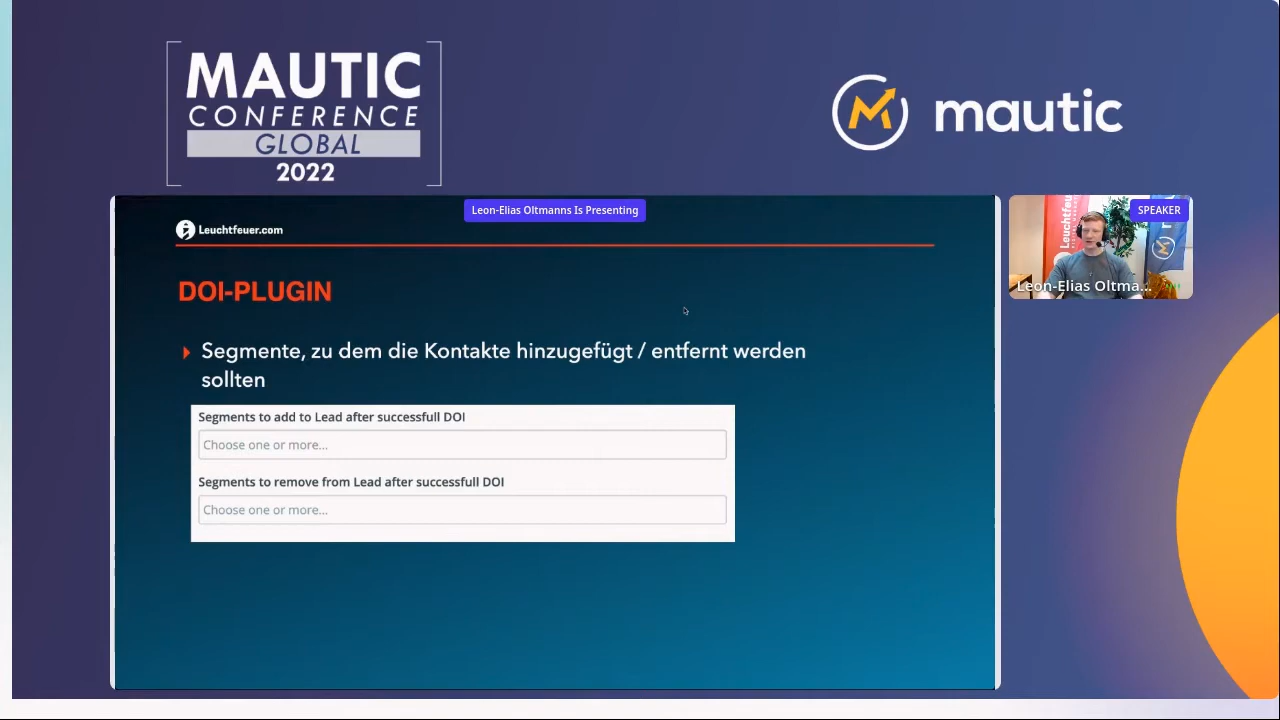 MAUTIC
CONFERENCE
GLOBAL
2022
mautic
Leon-Elias Oltmanns Is Presenting
Leuchtfeuer.com
DOI-PLUGIN
Segmente, zu dem die Kontakte hinzugefügt / entfernt werden
sollten
Segments to add to Lead after successfull DOI
Choose one or more...
Segments to remove from Lead after successfull DOI
Choose one or more...
SPEAKER
Leuchtfeu
Leon-Elias Oltma...